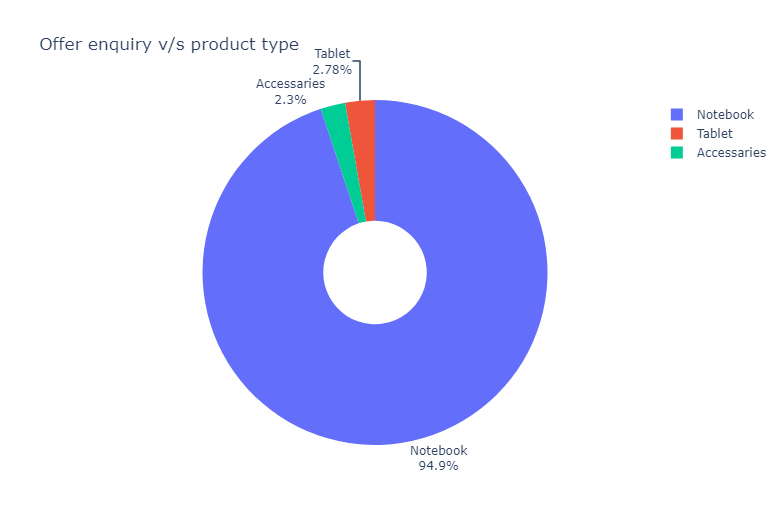 Offer enquiry v/s product type
Tablet
2.78%
Accessaries
2.3%
Notebook
94.9%
Notebook
Tablet
Accessaries